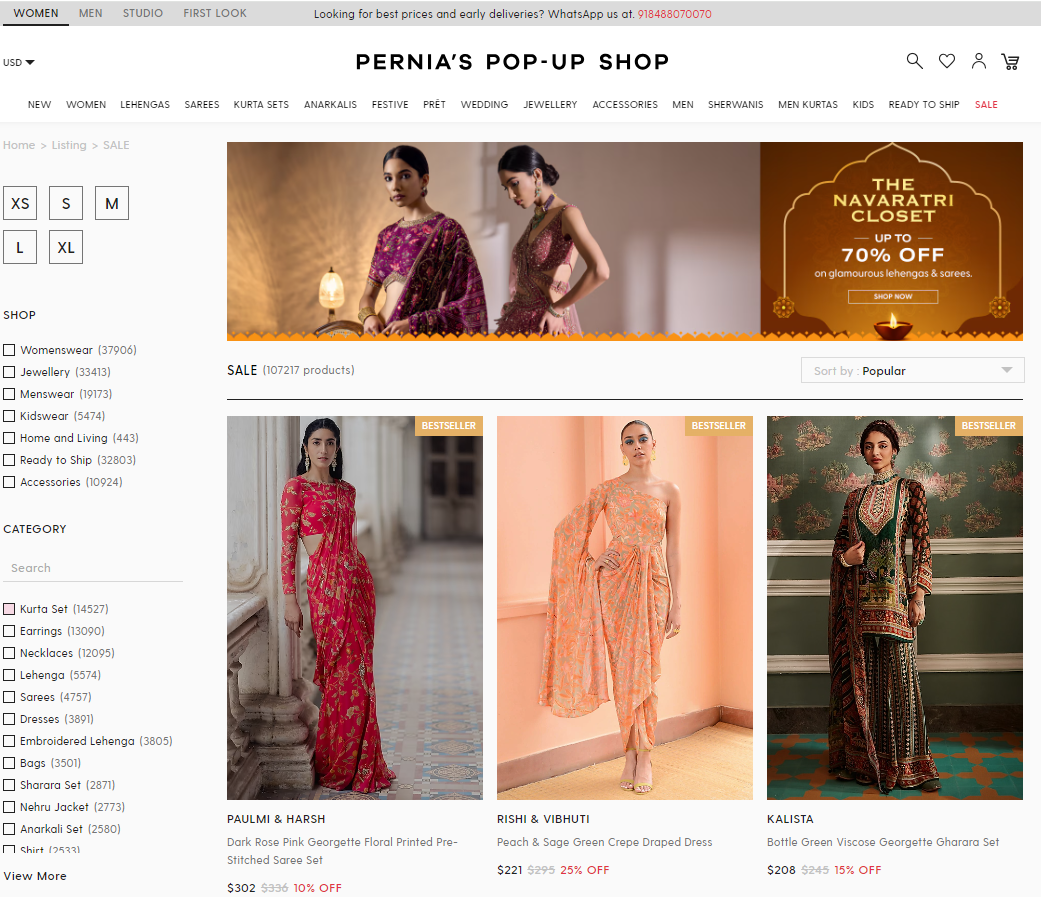 WOMEN MEN STUDIO FIRST LOOK Looking for best prices and early deliveries? WhatsApp us at. 918488070070
USD PERNIA'S POP-UP SHOP
NEW WOMEN LEHENGAS SAREES KURTA SETS ANARKALIS FESTIVE PRÊT WEDDING JEWELLERY ACCESSORIES MEN SHERWANIS MEN KURTAS KIDS READY TO SHIP SALE
Home > Listing > SALE
XS S M
L XL
SHOP
Womenswear (37906)
Jewellery (33413)
Menswear (19173)
Kidswear (5474)
Home and Living (443)
Ready to Ship (32803)
Accessories (10924)
CATEGORY
Search
Kurta Set (14527)
Earrings (13090)
Necklaces (12095)
Lehenga (5574)
Sarees (4757)
Dresses (3891)
Embroidered Lehenga (3805)
Bags (3501)
Sharara Set (2871)
Nehru Jacket (2773)
Anarkali Set (2580)
Shirt (2533)
View More
THE
NAVARATRI
CLOSET
UP TO
70% OFF
on glamourous lehengas & sarees.
SHOP NOW
SALE (107217 products)
Sort by : Popular
BESTSELLER
PAULMI & HARSH
Dark Rose Pink Georgette Floral Printed Pre-
Stitched Saree Set
$302 $336 10% OFF
BESTSELLER
RISHI & VIBHUTI
Peach & Sage Green Crepe Draped Dress
$221 $295 25% OFF
BESTSELLER
KALISTA
Bottle Green Viscose Georgette Gharara Set
$208 $245 15% OFF